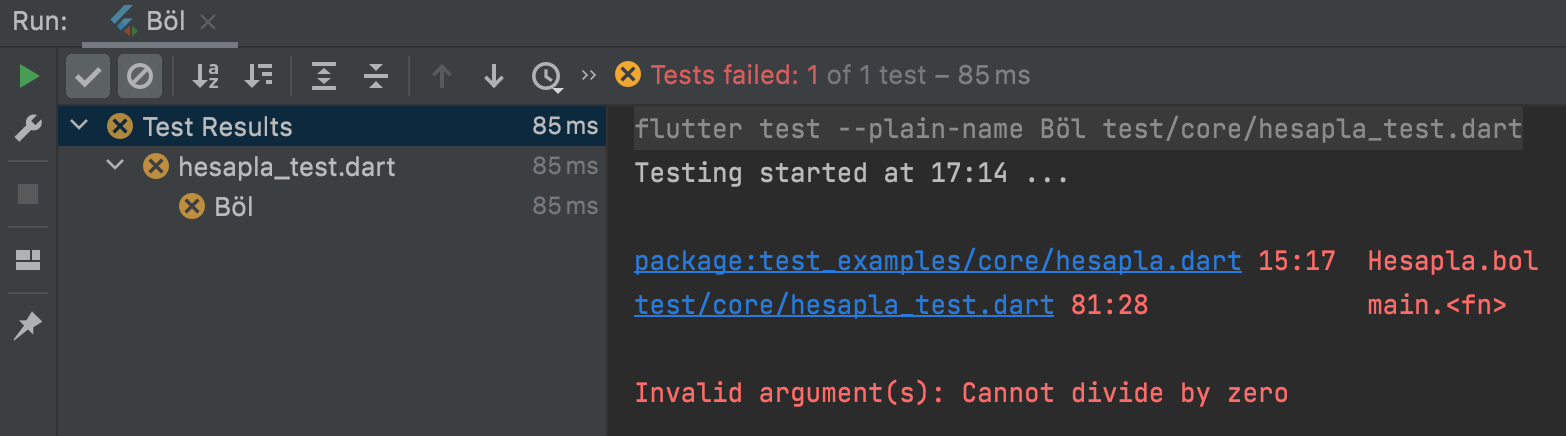 Run: Böl
Tests failed: 1 of 1 test – 85 ms
Test Results 85 ms
hesapla_test.dart 85 ms
Böl 85 ms
flutter test --plain-name Böl test/core/hesapla_test.dart
Testing started at 17:14 ...
package:test_examples/core/hesapla.dart 15:17 Hesapla.bol
test/core/hesapla_test.dart 81:28 main.<fn>
Invalid argument(s): Cannot divide by zero